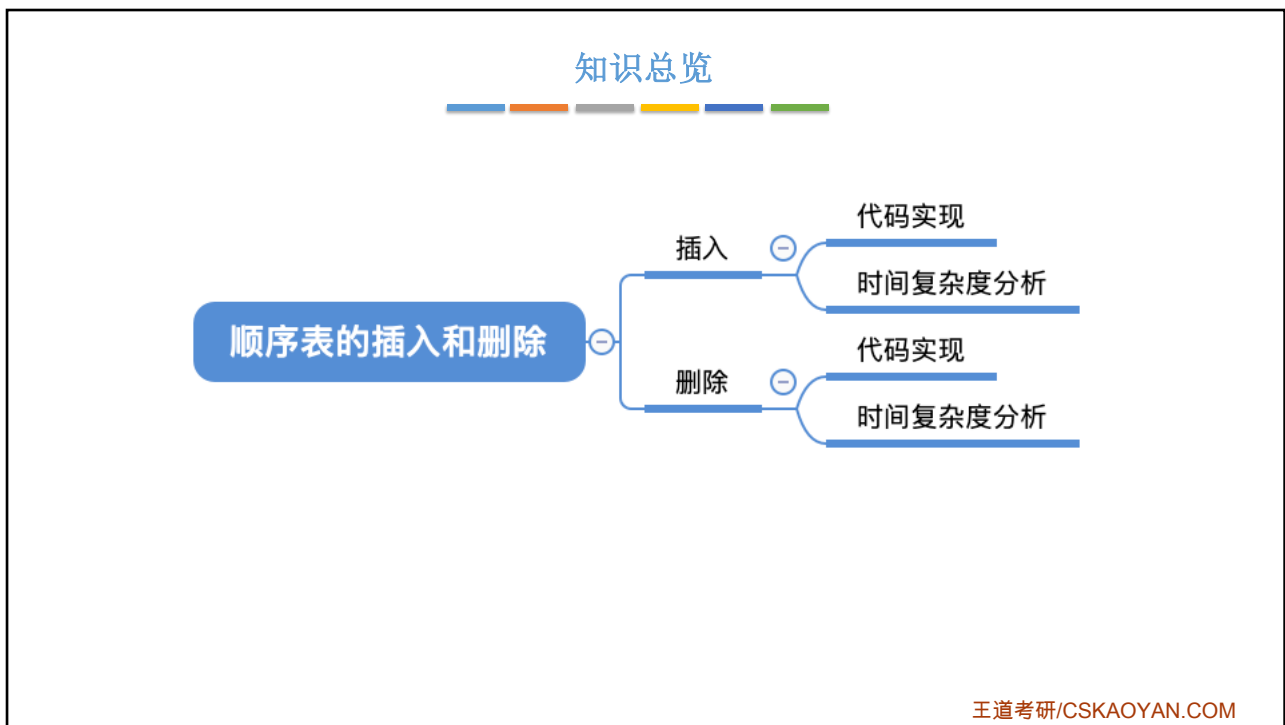 知识总览
顺序表的插入和删除
插入
代码实现
时间复杂度分析
删除
代码实现
时间复杂度分析
王道考研/CSKAOYAN.COM